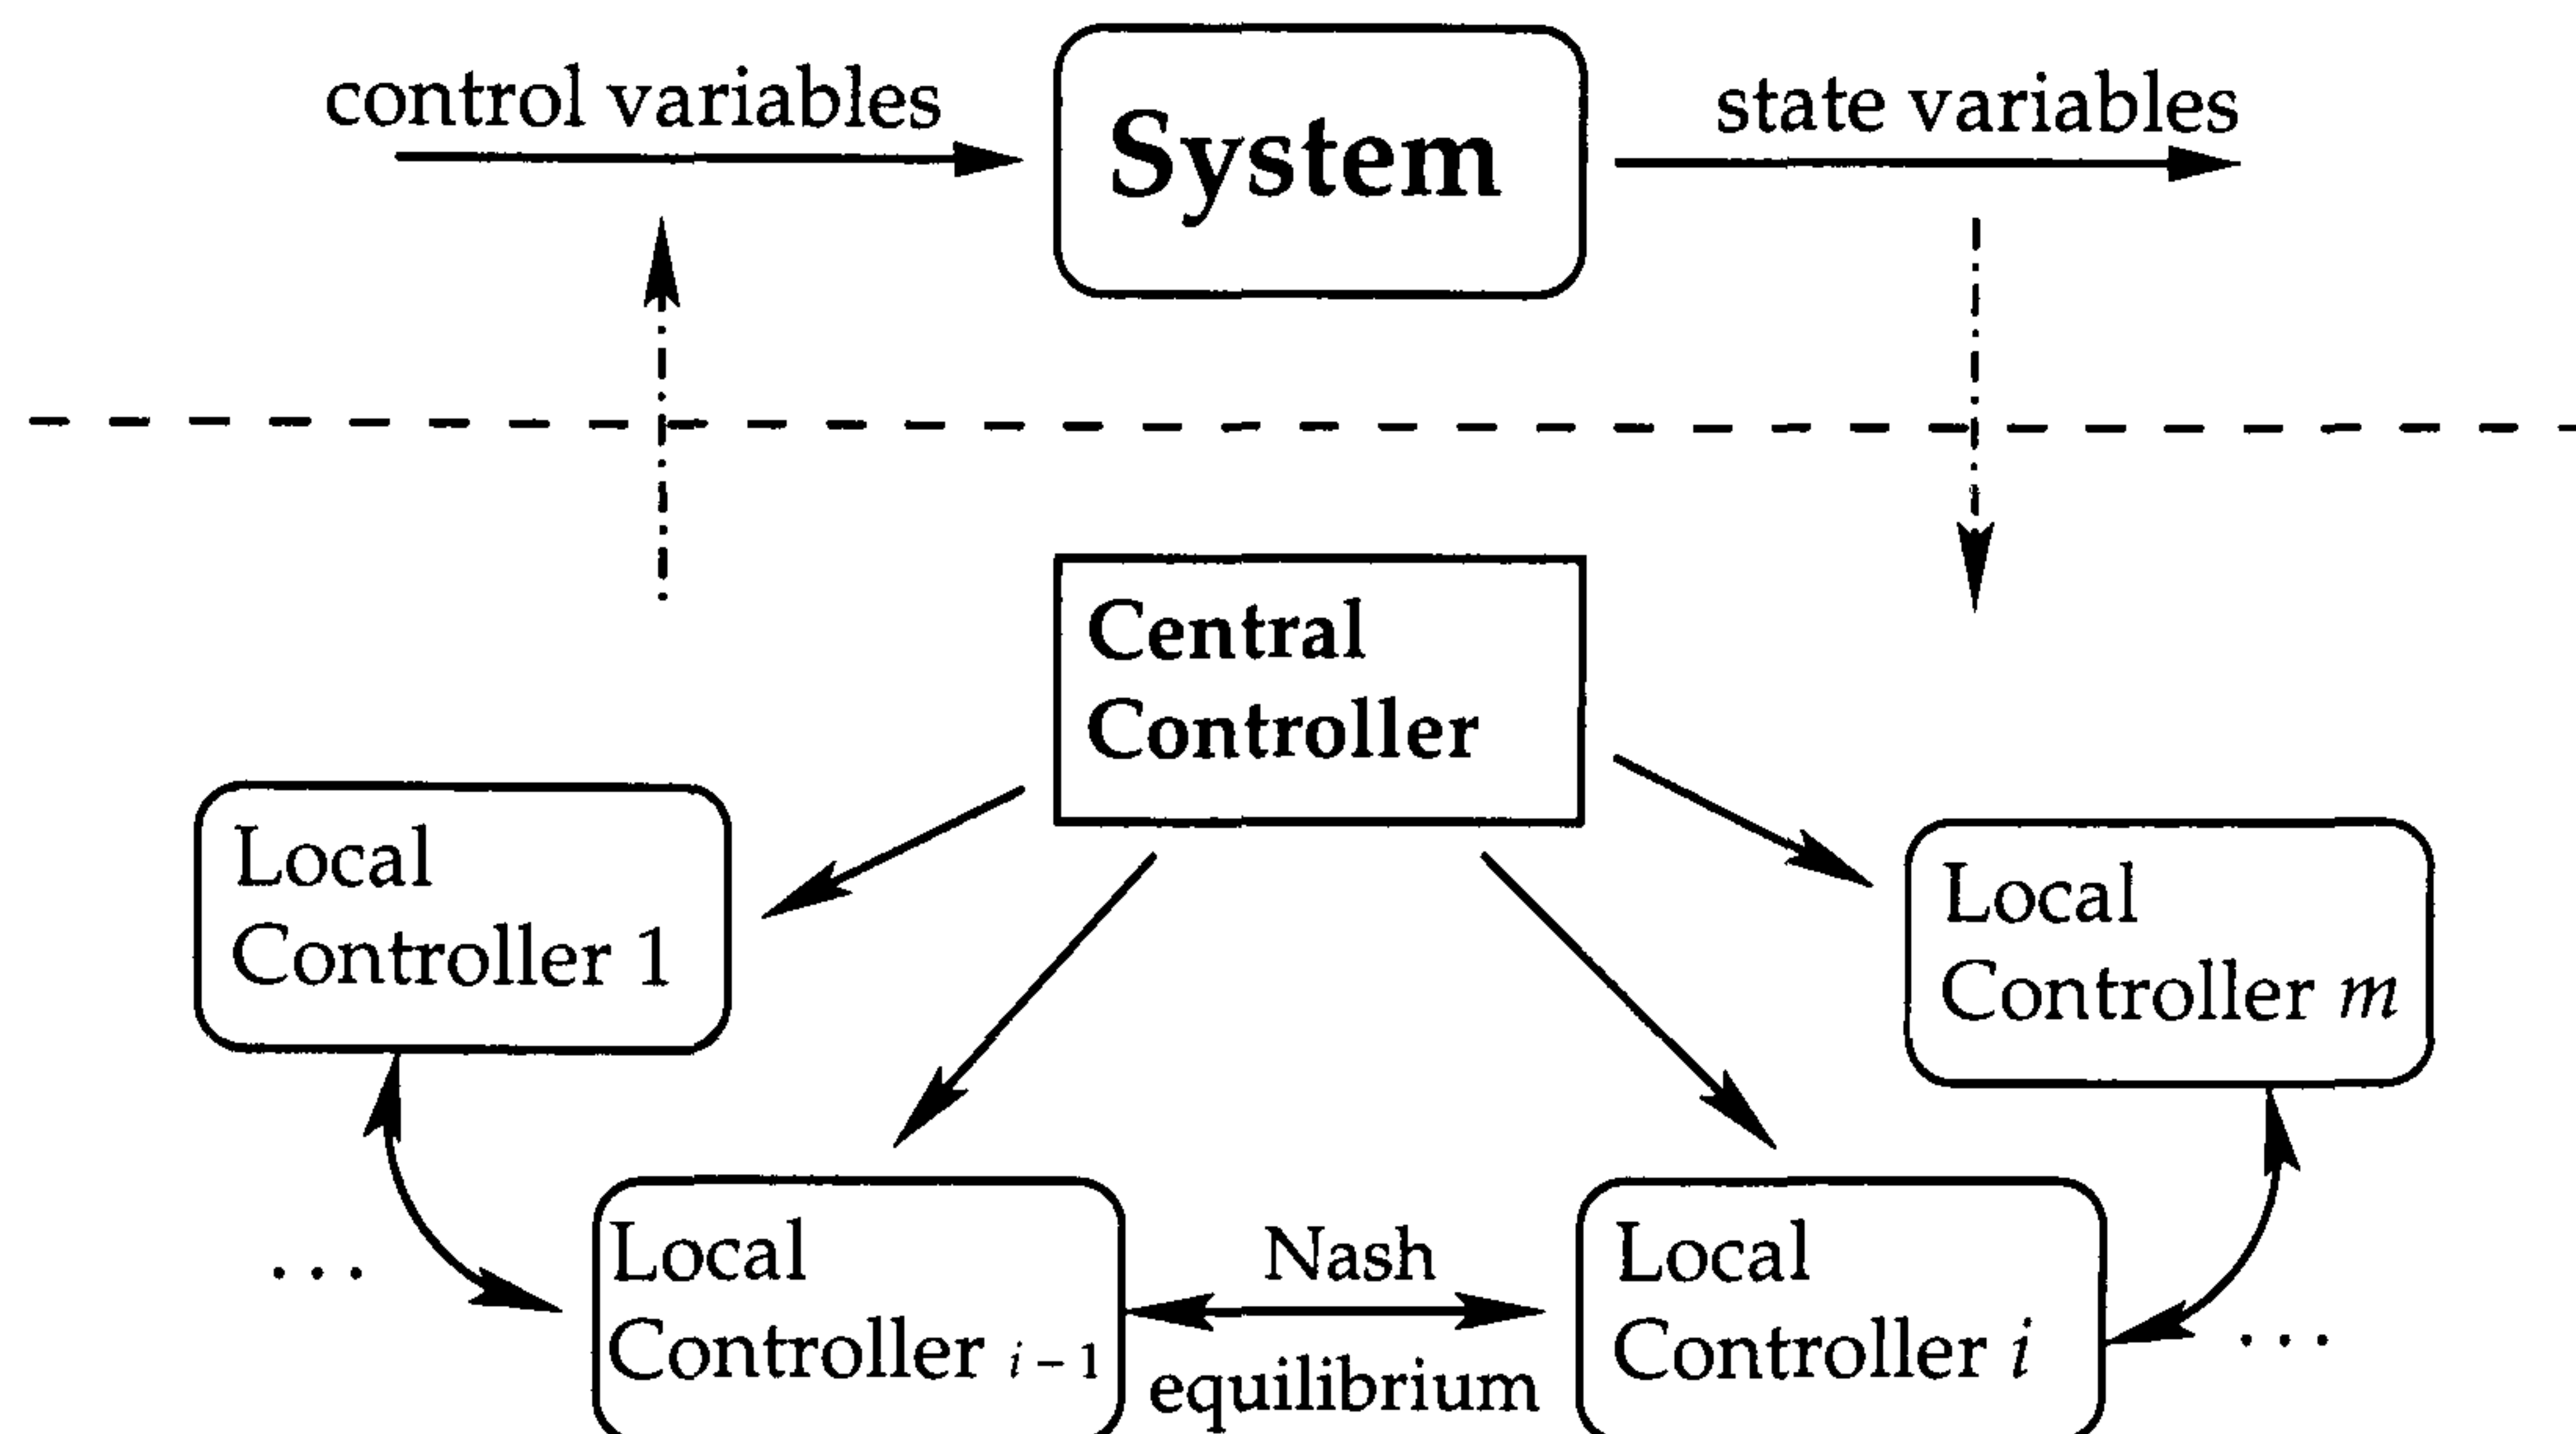 control variables
System
state variables
Central
Controller
Local
Controller 1
Local
Controller m
...
Local
Controller i – 1
Nash
equilibrium
Local
Controller i
...